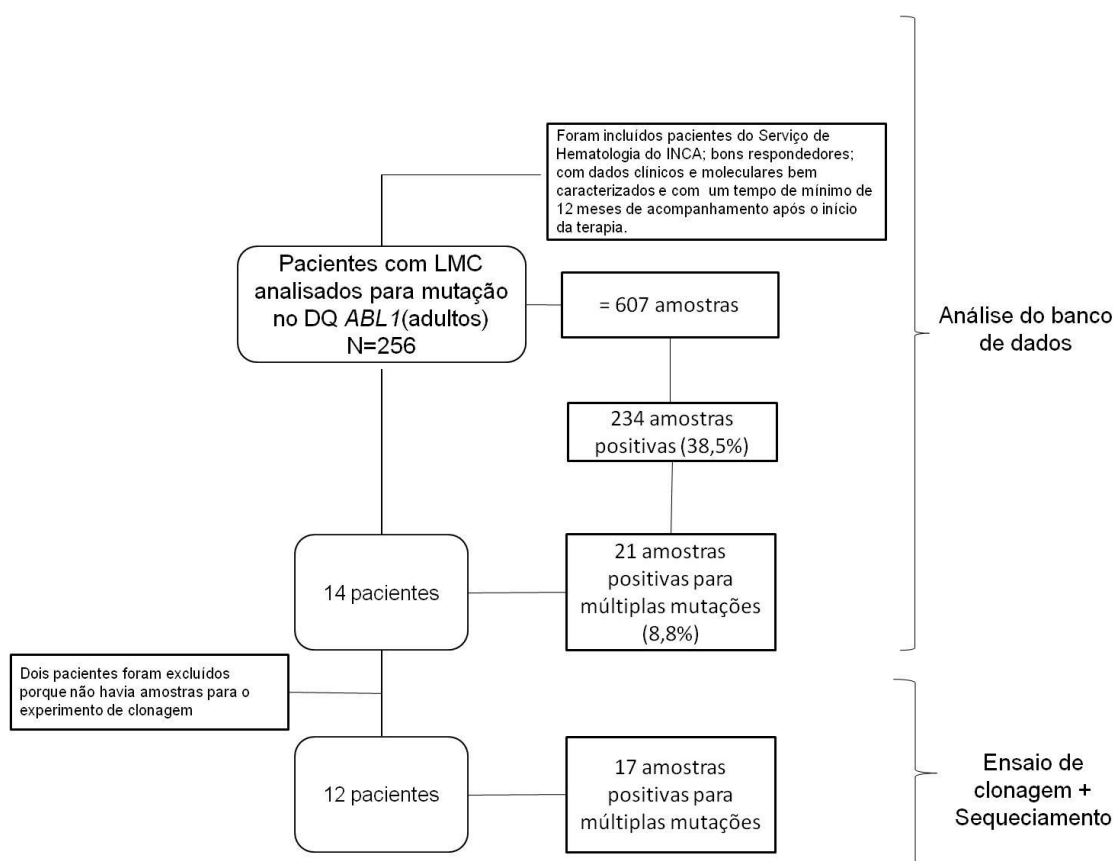 Foram incluídos pacientes do Serviço de
Hematologia do INCA; bons respondedores;
com dados clínicos e moleculares bem
caracterizados e com um tempo de mínimo de
12 meses de acompanhamento após o início
da terapia.
Pacientes com LMC
analisados para mutação
no DQ ABL1(adultos)
N=256
= 607 amostras
Análise do banco
de dados
234 amostras
positivas (38,5%)
21 amostras
positivas para
múltiplas mutações
(8,8%)
14 pacientes
Dois pacientes foram excluídos
porque não havia amostras para o
experimento de clonagem
12 pacientes
17 amostras
positivas para
múltiplas mutações
Ensaio de
clonagem +
Sequeciamento